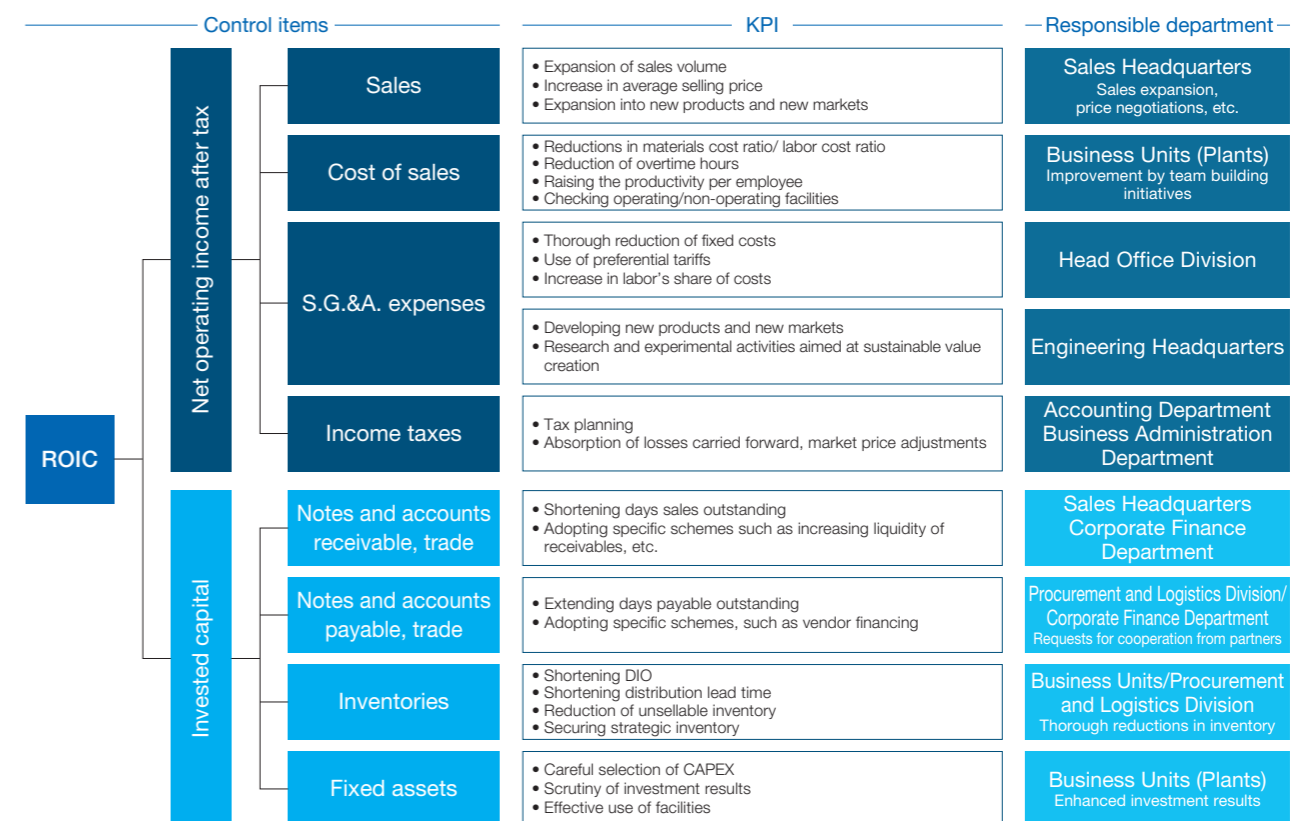 Control items
KPI
Responsible department
ROIC
Net operating income after tax
Sales
• Expansion of sales volume
• Increase in average selling price
• Expansion into new products and new markets
Sales Headquarters
Sales expansion,
price negotiations, etc.
Cost of sales
• Reductions in materials cost ratio/ labor cost ratio
• Reduction of overtime hours
• Raising the productivity per employee
• Checking operating/non-operating facilities
Business Units (Plants)
Improvement by team building
initiatives
S.G.&A. expenses
• Thorough reduction of fixed costs
• Use of preferential tariffs
• Increase in labor’s share of costs
Head Office Division
• Developing new products and new markets
• Research and experimental activities aimed at sustainable value
creation
Engineering Headquarters
Income taxes
• Tax planning
• Absorption of losses carried forward, market price adjustments
Accounting Department
Business Administration
Department
Invested capital
Notes and accounts
receivable, trade
• Shortening days sales outstanding
• Adopting specific schemes such as increasing liquidity of
receivables, etc.
Sales Headquarters
Corporate Finance
Department
Notes and accounts
payable, trade
• Extending days payable outstanding
• Adopting specific schemes, such as vendor financing
Procurement and Logistics Division/
Corporate Finance Department
Requests for cooperation from partners
Inventories
• Shortening DIO
• Shortening distribution lead time
• Reduction of unsellable inventory
• Securing strategic inventory
Business Units/Procurement
and Logistics Division
Thorough reductions in inventory
Fixed assets
• Careful selection of CAPEX
• Scrutiny of investment results
• Effective use of facilities
Business Units (Plants)
Enhanced investment results